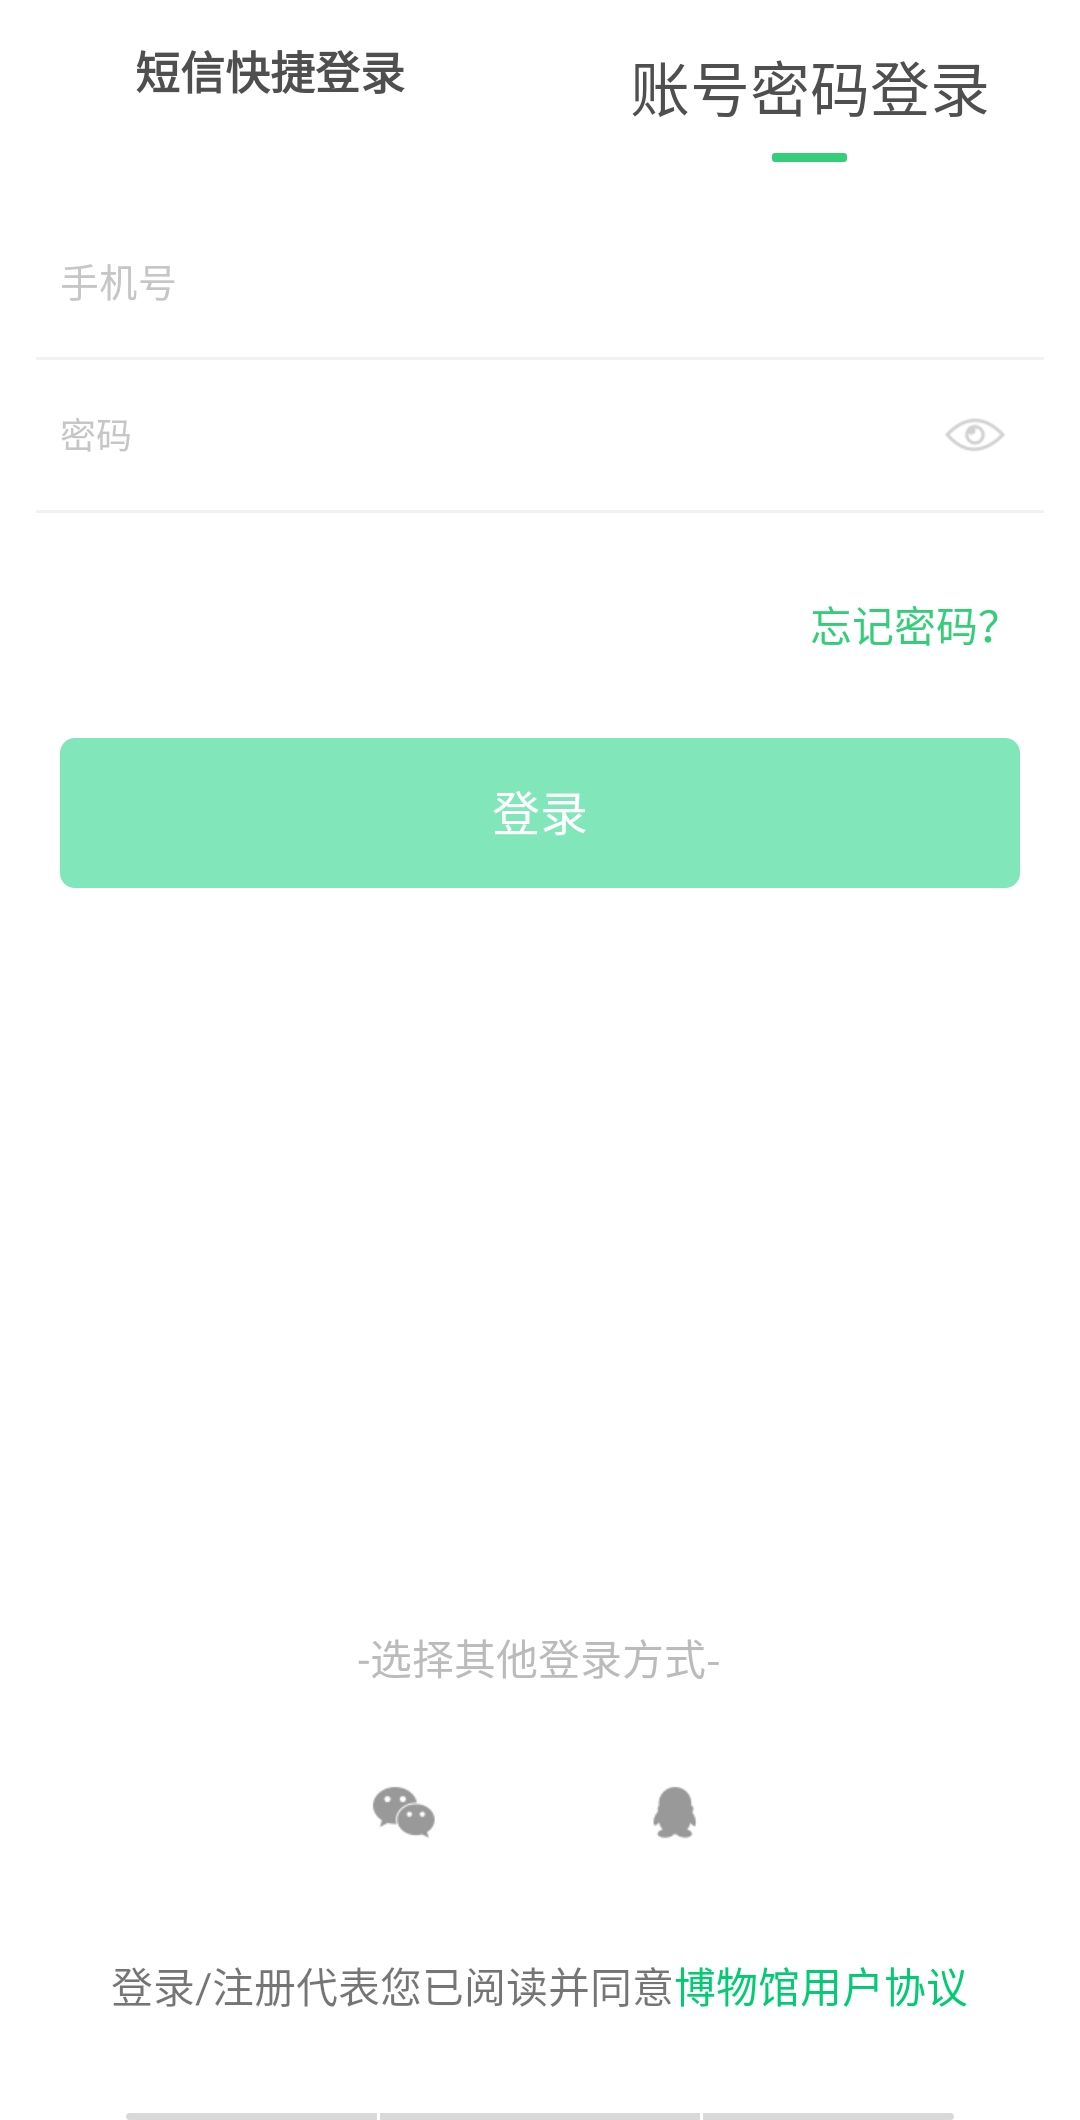 短信快捷登录
账号密码登录
手机号
密码
忘记密码?
登录
-选择其他登录方式-
登录/注册代表您已阅读并同意博物馆用户协议